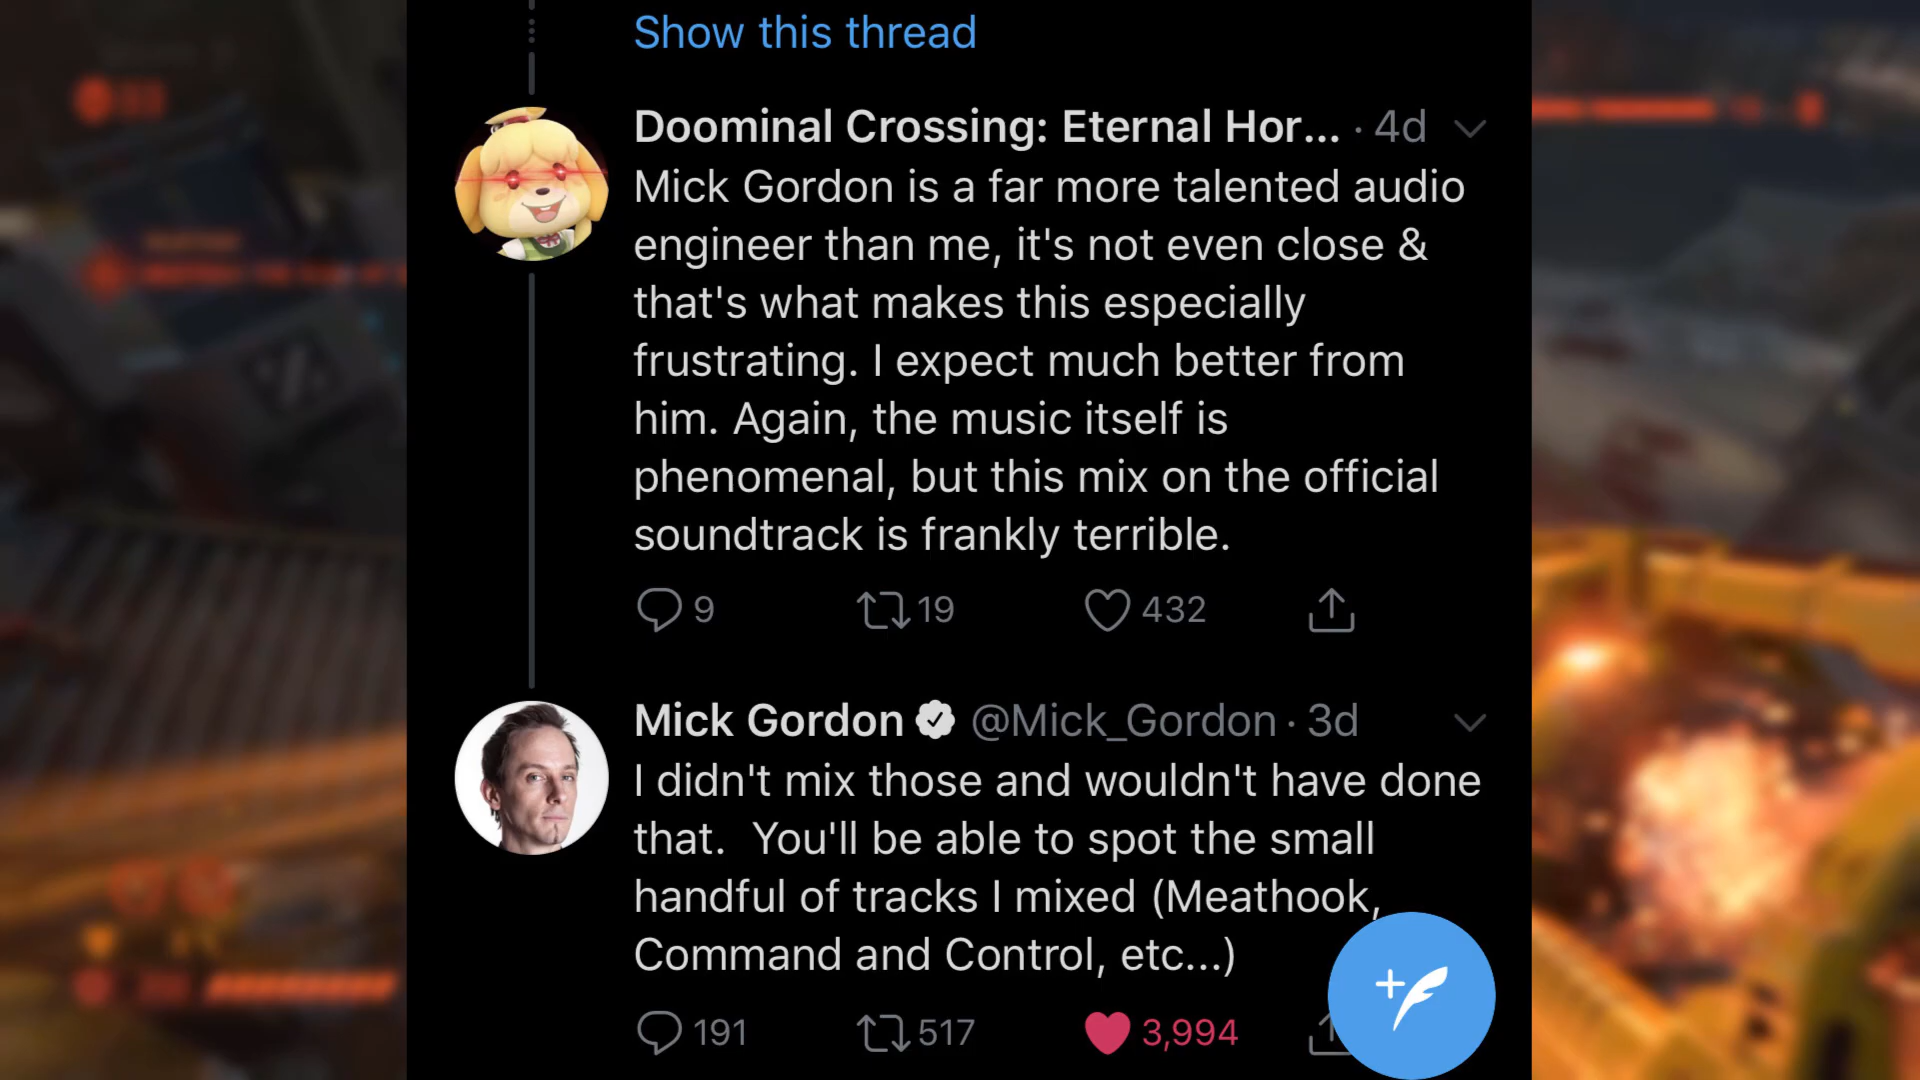 Show this thread
Doominal Crossing: Eternal Hor... · 4d
Mick Gordon is a far more talented audio
engineer than me, it's not even close &
that's what makes this especially
frustrating. I expect much better from
him. Again, the music itself is
phenomenal, but this mix on the official
soundtrack is frankly terrible.
9 19 432
Mick Gordon @Mick_Gordon · 3d
I didn't mix those and wouldn't have done
that.  You'll be able to spot the small
handful of tracks I mixed (Meathook,
Command and Control, etc...)
191 517 3,994